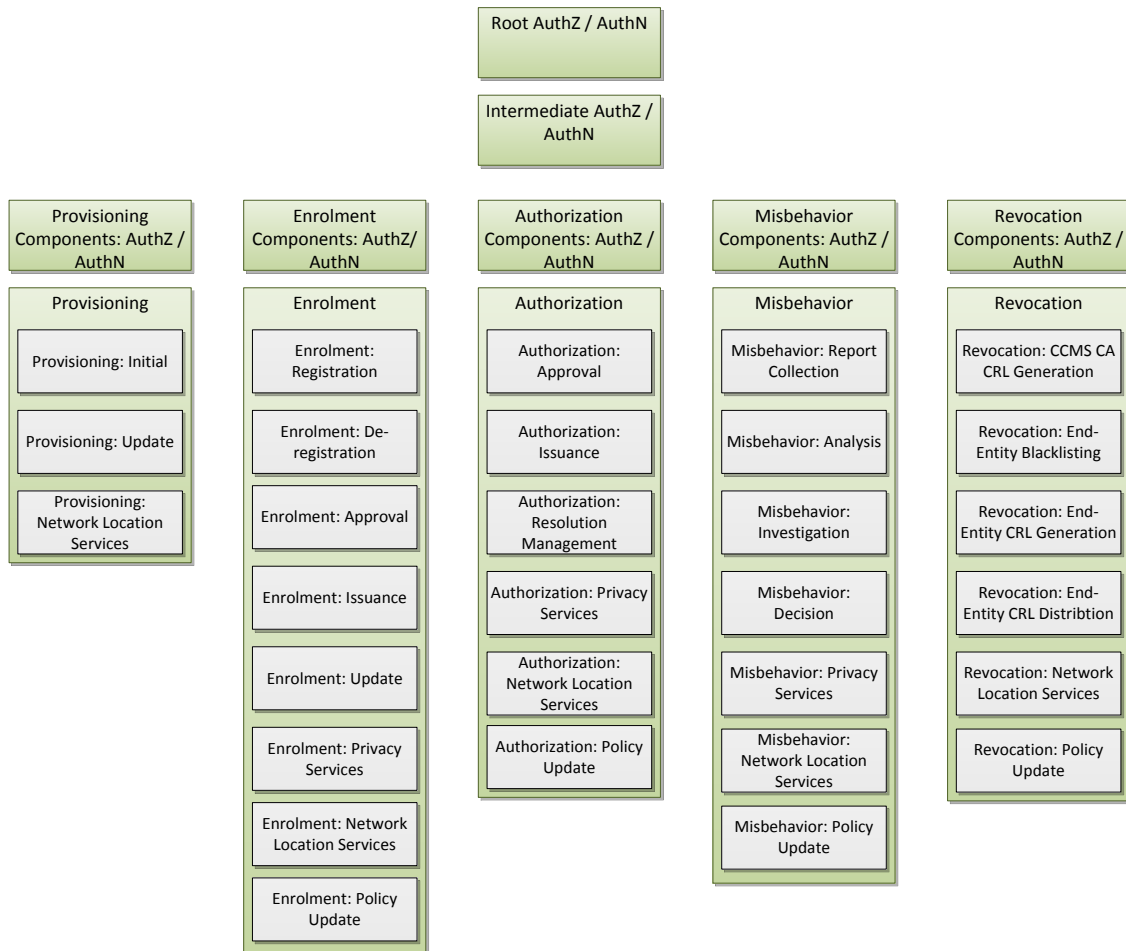 Root AuthZ / AuthN
Intermediate AuthZ /
AuthN
Provisioning
Components: AuthZ /
AuthN
Enrolment
Components: AuthZ/
AuthN
Authorization
Components: AuthZ /
AuthN
Misbehavior
Components: AuthZ /
AuthN
Revocation
Components: AuthZ /
AuthN
Provisioning
Provisioning: Initial
Provisioning: Update
Provisioning:
Network Location
Services
Enrolment
Enrolment:
Registration
Enrolment: De-
registration
Enrolment: Approval
Enrolment: Issuance
Enrolment: Update
Enrolment: Privacy
Services
Enrolment: Network
Location Services
Enrolment: Policy
Update
Authorization
Authorization:
Approval
Authorization:
Issuance
Authorization:
Resolution
Management
Authorization: Privacy
Services
Authorization:
Network Location
Services
Authorization: Policy
Update
Misbehavior
Misbehavior: Report
Collection
Misbehavior: Analysis
Misbehavior:
Investigation
Misbehavior:
Decision
Misbehavior: Privacy
Services
Misbehavior:
Network Location
Services
Misbehavior: Policy
Update
Revocation
Revocation: CCMS CA
CRL Generation
Revocation: End-
Entity Blacklisting
Revocation: End-
Entity CRL Generation
Revocation: End-
Entity CRL Distribtion
Revocation: Network
Location Services
Revocation: Policy
Update